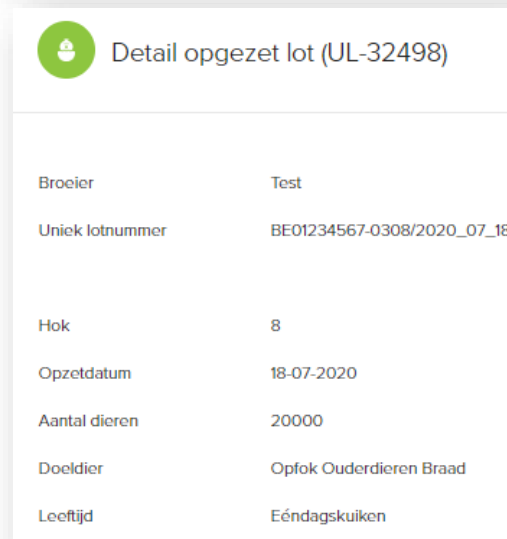 Detail opgezet lot (UL-32498)
Broeier Test
Uniek lotnummer BE01234567-0308/2020_07_18
Hok 8
Opzetdatum 18-07-2020
Aantal dieren 20000
Doeldier Opfok Ouderdieren Braad
Leeftijd Eéndagskuiken